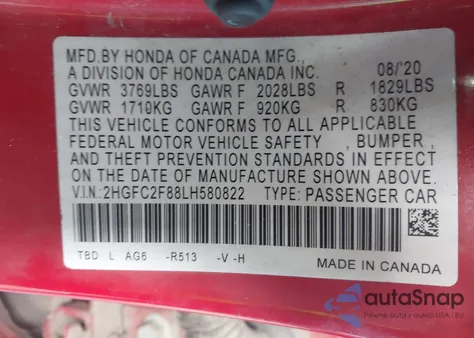 MFD.BY HONDA OF CANADA MFG.,
A DIVISION OF HONDA CANADA INC. 08/'20
GVWR 3769LBS GAWR F 2028LBS R 1829LBS
GVWR 1710KG GAWR F 920KG R 830KG
THIS VEHICLE CONFORMS TO ALL APPLICABLE
FEDERAL MOTOR VEHICLE SAFETY , BUMPER ,
AND THEFT PREVENTION STANDARDS IN EFFECT
ON THE DATE OF MANUFACTURE SHOWN ABOVE.
V.I.N.:2HGFC2F88LH580822 TYPE: PASSENGER CAR
TBD L AG6 -R513 -V -H
MADE IN CANADA
autoSnap